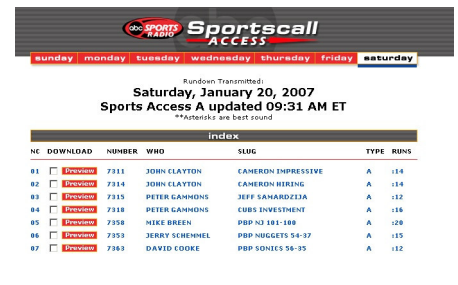 abc SPORTS RADIO Sportscall ACCESS
sunday monday tuesday wednesday thursday friday saturday
Rundown Transmitted:
Saturday, January 20, 2007
Sports Access A updated 09:31 AM ET
**Asterisks are best sound
index
NC DOWNLOAD NUMBER WHO SLUG TYPE RUNS
01 Preview 7311 JOHN CLAYTON CAMERON IMPRESSIVE A :14
02 Preview 7314 JOHN CLAYTON CAMERON HIRING A :14
03 Preview 7315 PETER GAMMONS JEFF SAMARDZIJA A :12
04 Preview 7318 PETER GAMMONS CUBS INVESTMENT A :16
05 Preview 7358 MIKE BREEN PBP NJ 101-100 A :20
06 Preview 7353 JERRY SCHEMMEL PBP NUGGETS 54-37 A :15
07 Preview 7363 DAVID COOKE PBP SONICS 56-35 A :12